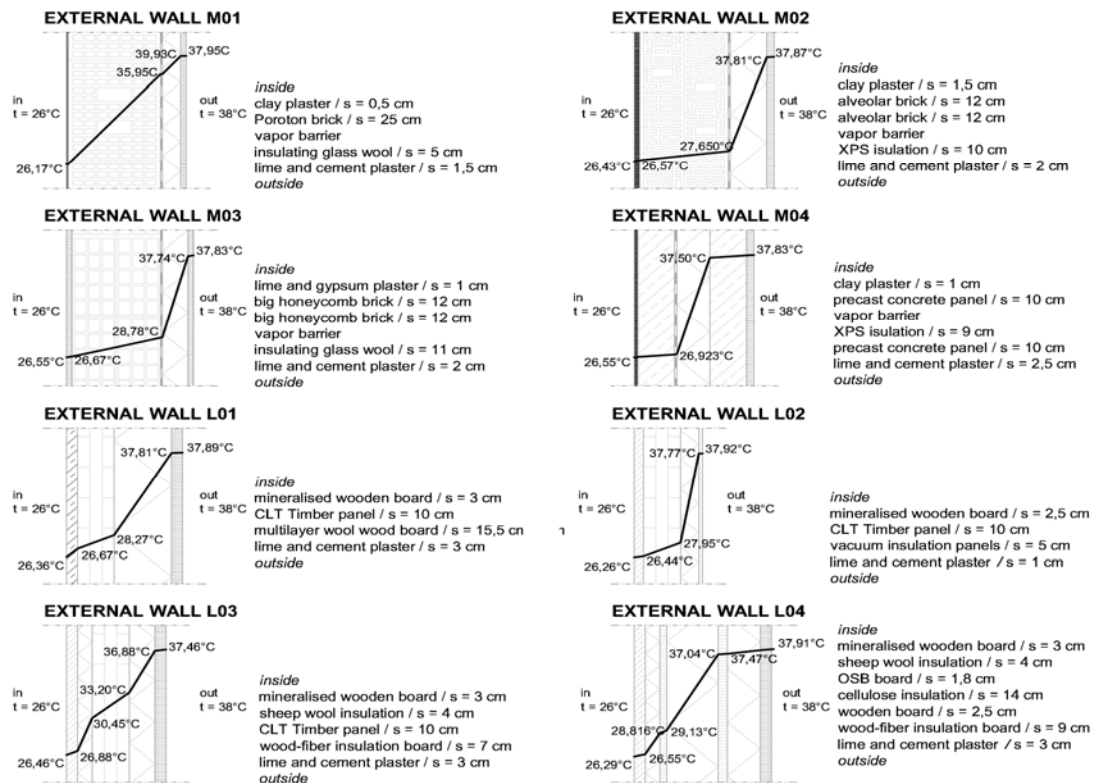 EXTERNAL WALL M01
39,93C
37,95C
35,95C
in
t = 26°C
out
t = 38°C
26,17°C
inside
clay plaster / s = 0,5 cm
Poroton brick / s = 25 cm
vapor barrier
insulating glass wool / s = 5 cm
lime and cement plaster / s = 1,5 cm
outside
EXTERNAL WALL M02
37,81°C
37,87°C
in
t = 26°C
out
t = 38°C
27,650°C
26,43°C
26,57°C
inside
clay plaster / s = 1,5 cm
alveolar brick / s = 12 cm
alveolar brick / s = 12 cm
vapor barrier
XPS isulation / s = 10 cm
lime and cement plaster / s = 2 cm
outside
EXTERNAL WALL M03
37,74°C
37,83°C
in
t = 26°C
out
t = 38°C
28,78°C
26,55°C
26,67°C
inside
lime and gypsum plaster / s = 1 cm
big honeycomb brick / s = 12 cm
big honeycomb brick / s = 12 cm
vapor barrier
insulating glass wool / s = 11 cm
lime and cement plaster / s = 2 cm
outside
EXTERNAL WALL M04
37,50°C
37,83°C
in
t = 26°C
out
t = 38°C
26,55°C
26,923°C
inside
clay plaster / s = 1 cm
precast concrete panel / s = 10 cm
vapor barrier
XPS isulation / s = 9 cm
precast concrete panel / s = 10 cm
lime and cement plaster / s = 2,5 cm
outside
EXTERNAL WALL L01
37,81°C
37,89°C
in
t = 26°C
out
t = 38°C
28,27°C
26,67°C
26,36°C
inside
mineralised wooden board / s = 3 cm
CLT Timber panel / s = 10 cm
multilayer wool wood board / s = 15,5 cm
lime and cement plaster / s = 3 cm
outside
EXTERNAL WALL L02
37,77°C
37,92°C
in
t = 26°C
out
t = 38°C
27,95°C
26,26°C
26,44°C
inside
mineralised wooden board / s = 2,5 cm
CLT Timber panel / s = 10 cm
vacuum insulation panels / s = 5 cm
lime and cement plaster / s = 1 cm
outside
EXTERNAL WALL L03
36,88°C
37,46°C
in
t = 26°C
out
t = 38°C
33,20°C
30,45°C
26,46°C
26,88°C
inside
mineralised wooden board / s = 3 cm
sheep wool insulation / s = 4 cm
CLT Timber panel / s = 10 cm
wood-fiber insulation board / s = 7 cm
lime and cement plaster / s = 3 cm
outside
EXTERNAL WALL L04
37,04°C
37,91°C
37,47°C
in
t = 26°C
out
t = 38°C
28,816°C
29,13°C
26,29°C
26,55°C
inside
mineralised wooden board / s = 3 cm
sheep wool insulation / s = 4 cm
OSB board / s = 1,8 cm
cellulose insulation / s = 14 cm
wooden board / s = 2,5 cm
wood-fiber insulation board / s = 9 cm
lime and cement plaster / s = 3 cm
outside